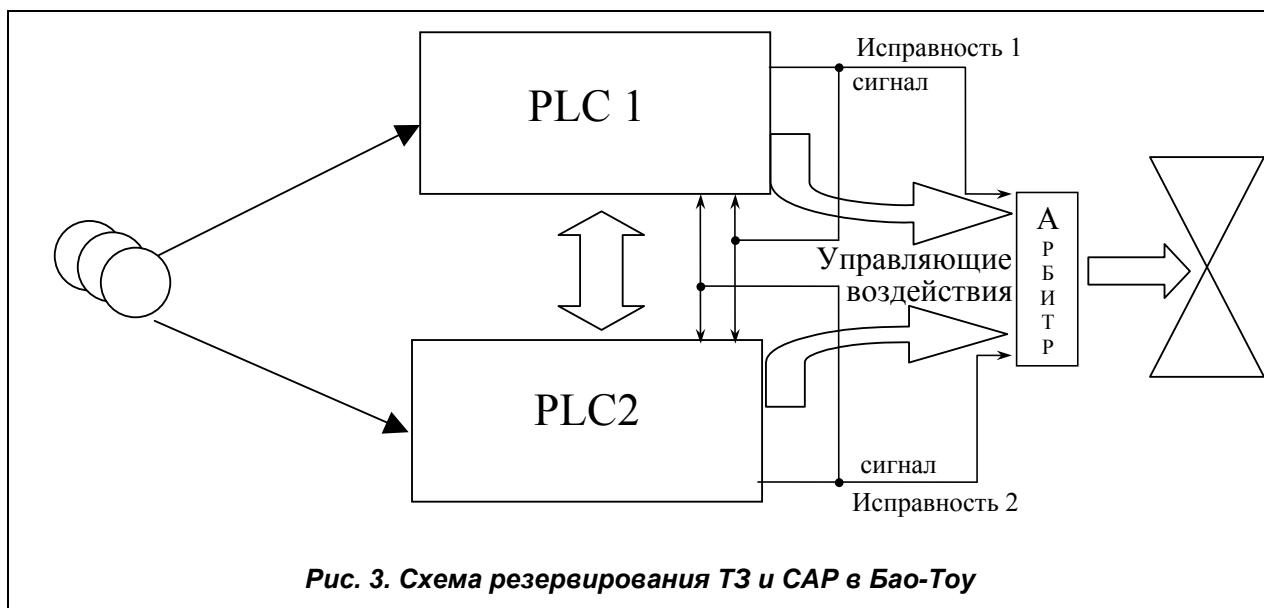 Исправность 1
сигнал
PLC 1
Управляющие
воздействия
А
Р
Б
И
Т
Р
PLC2
сигнал
Исправность 2
Рис. 3. Схема резервирования ТЗ и САР в Бао-Тоу